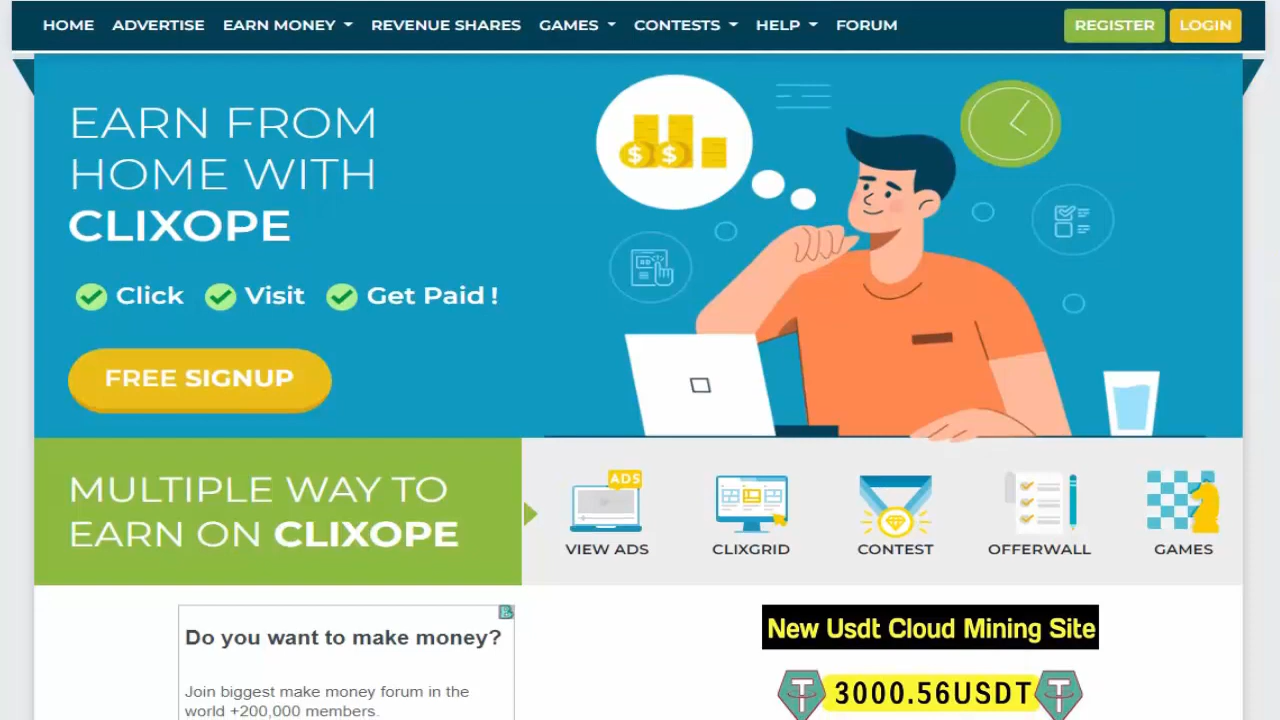 HOME ADVERTISE EARN MONEY REVENUE SHARES GAMES CONTESTS HELP FORUM REGISTER LOGIN
EARN FROM
HOME WITH
CLIXOPE
Click Visit Get Paid !
FREE SIGNUP
MULTIPLE WAY TO
EARN ON CLIXOPE
ADS
VIEW ADS CLIXGRID CONTEST OFFERWALL GAMES
Do you want to make money?
Join biggest make money forum in the
world +200,000 members.
New Usdt Cloud Mining Site
3000.56USDT